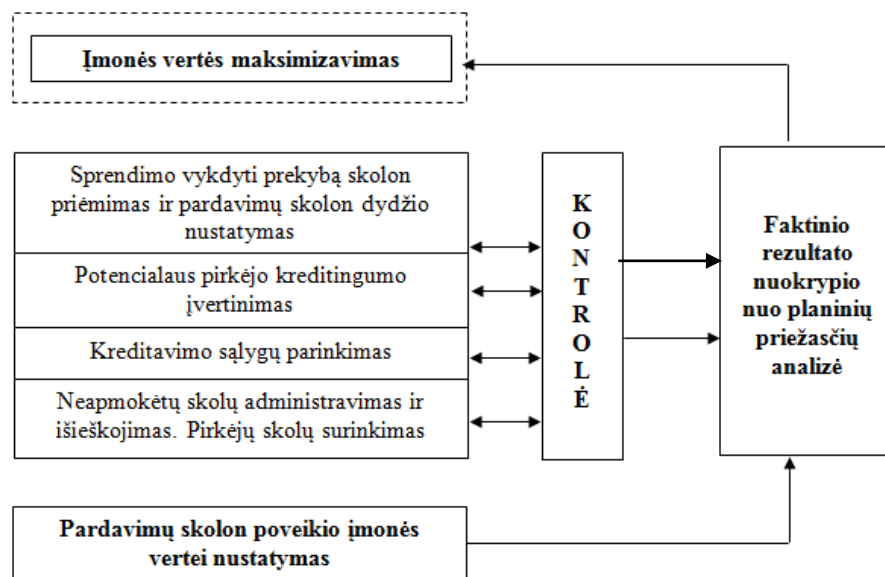 Įmonės vertės maksimizavimas
Sprendimo vykdyti prekybą skolon
priėmimas ir pardavimų skolon dydžio
nustatymas
Potencialaus pirkėjo kreditingumo
įvertinimas
Kreditavimo sąlygų parinkimas
Neapmokėtų skolų administravimas ir
išieškojimas. Pirkėjų skolų surinkimas
K
O
N
T
R
O
L
Ė
Faktinio
rezultato
nuokrypio
nuo planinių
priežasčių
analizė
Pardavimų skolon poveikio įmonės
vertei nustatymas